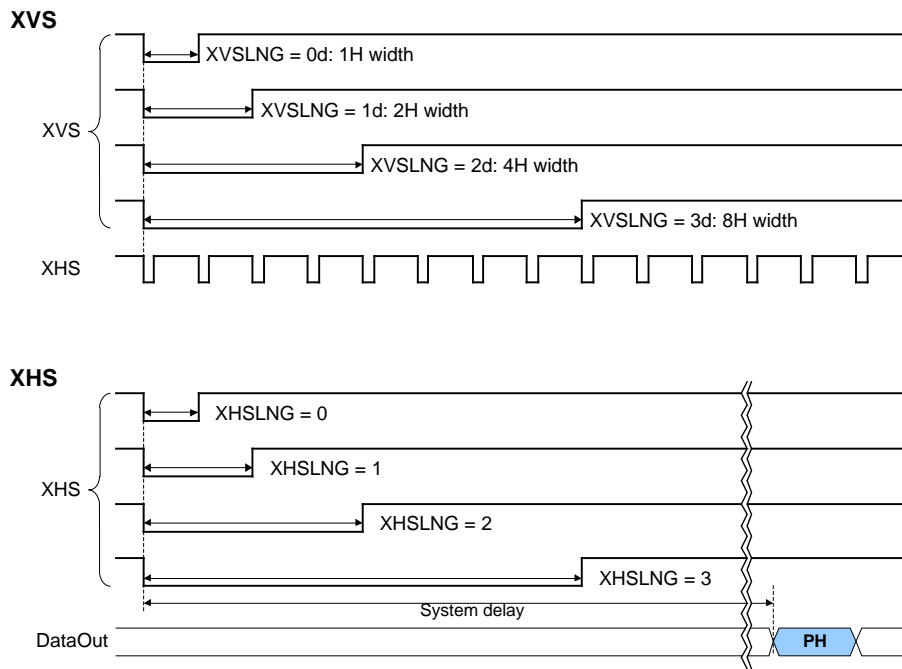 XVS
XVSLNG = 0d: 1H width
XVS
XVSLNG = 1d: 2H width
XVSLNG = 2d: 4H width
XVSLNG = 3d: 8H width
XHS
XHS
XHSLNG = 0
XHS
XHSLNG = 1
XHSLNG = 2
XHSLNG = 3
System delay
DataOut
PH